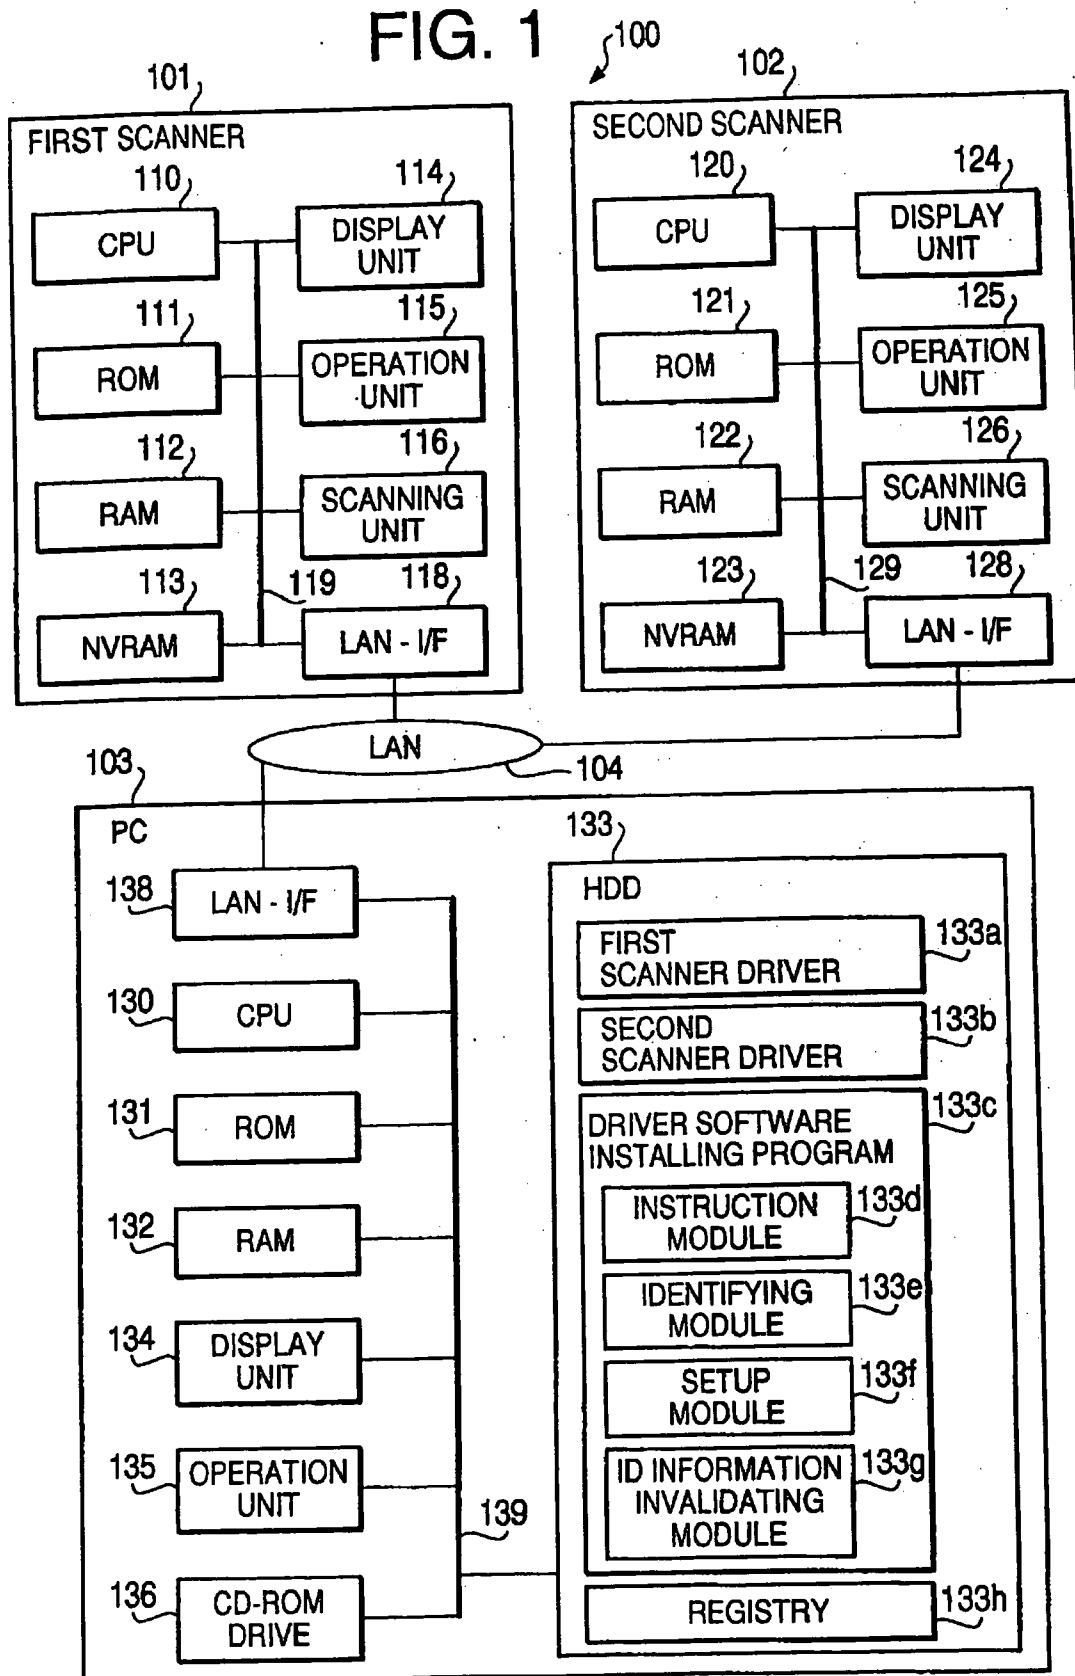 FIG. 1
100
101
FIRST SCANNER
110
CPU
114
DISPLAY
UNIT
111
ROM
115
OPERATION
UNIT
112
RAM
116
SCANNING
UNIT
113
NVRAM
119
118
LAN - I/F
102
SECOND SCANNER
120
CPU
124
DISPLAY
UNIT
121
ROM
125
OPERATION
UNIT
122
RAM
126
SCANNING
UNIT
123
NVRAM
129
128
LAN - I/F
LAN
104
103
PC
138
LAN - I/F
130
CPU
131
ROM
132
RAM
134
DISPLAY
UNIT
135
OPERATION
UNIT
136
CD-ROM
DRIVE
139
133
HDD
FIRST
SCANNER DRIVER
133a
SECOND
SCANNER DRIVER
133b
DRIVER SOFTWARE
INSTALLING PROGRAM
133c
INSTRUCTION
MODULE
133d
IDENTIFYING
MODULE
133e
SETUP
MODULE
133f
ID INFORMATION
INVALIDATING
MODULE
133g
REGISTRY
133h